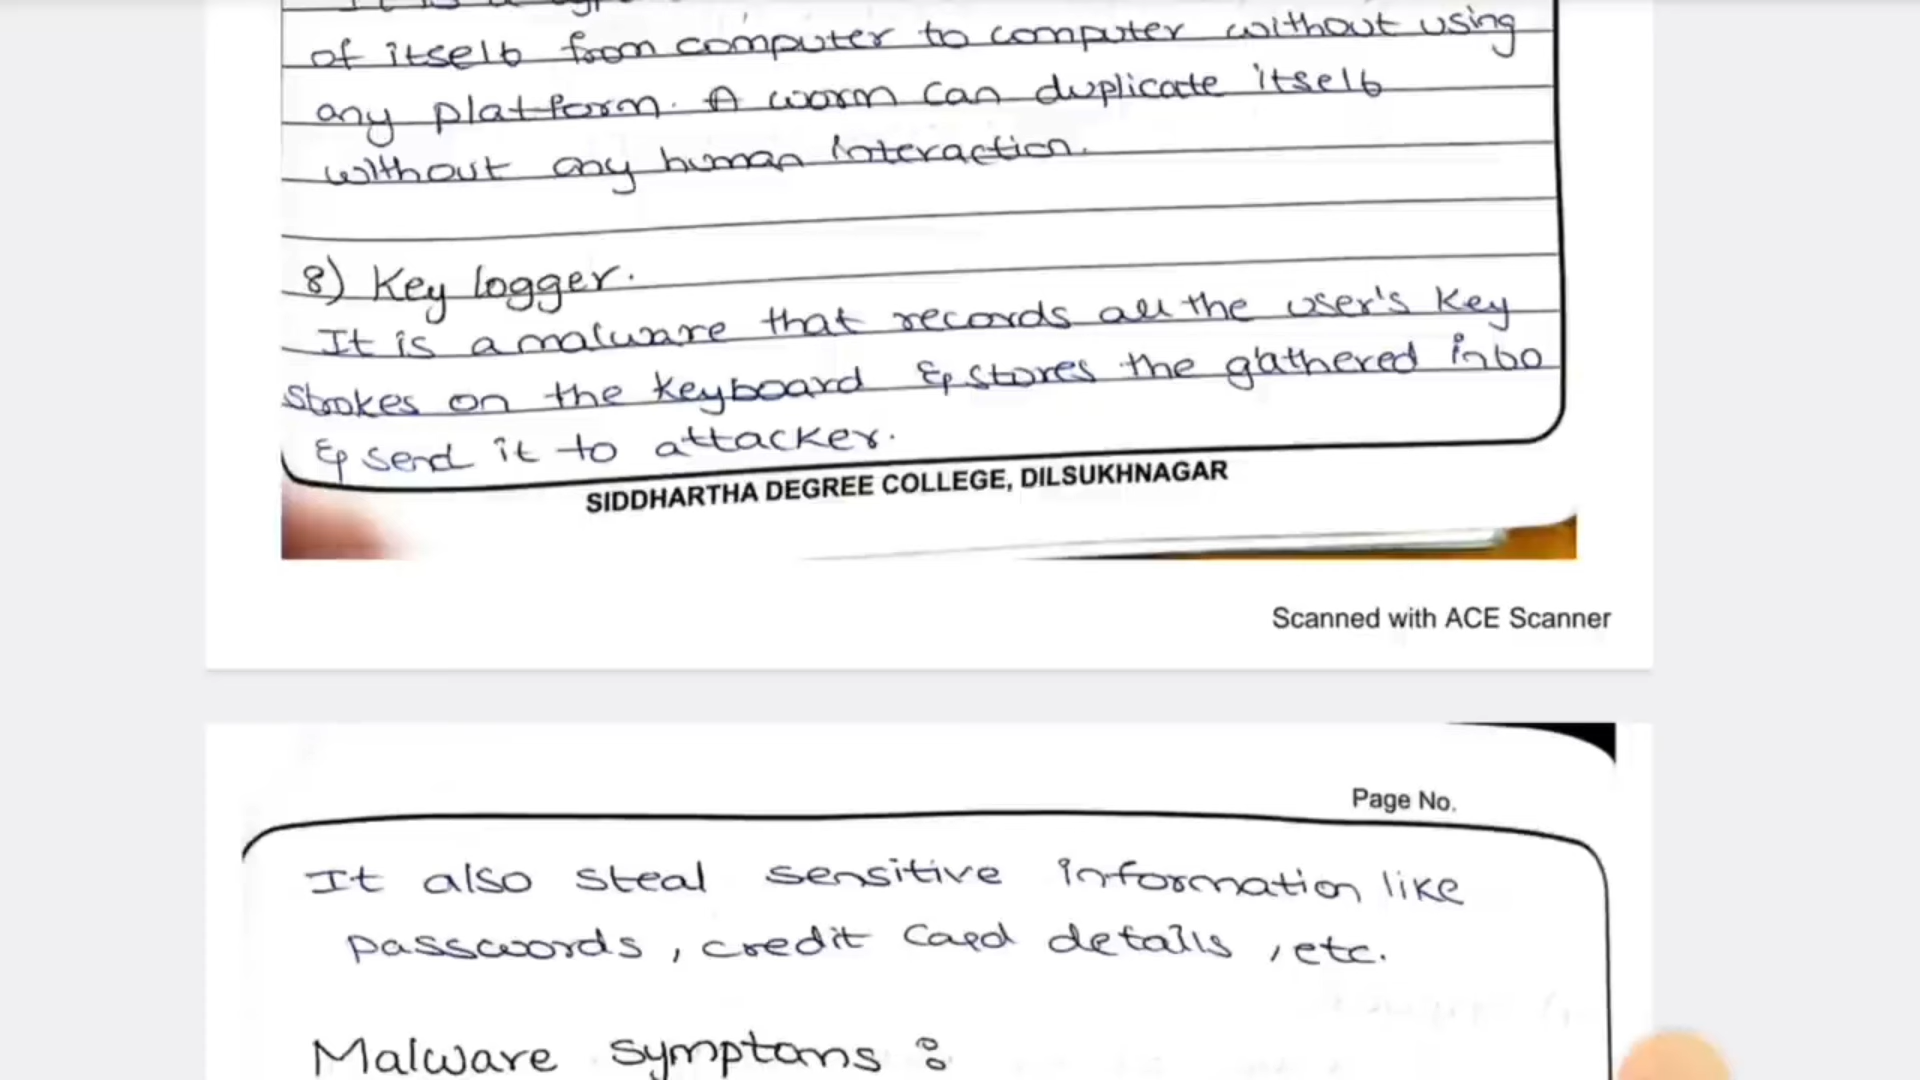 of itself from computer to computer without using
any platform. A worm can duplicate itself
without any human interaction.
8) Key logger.
It is a malware that records all the user's key
strokes on the keyboard & stores the gathered info
& send it to attacker.
SIDDHARTHA DEGREE COLLEGE, DILSUKHNAGAR
Scanned with ACE Scanner
Page No.
It also steal sensitive information like
passwords, credit card details, etc.
Malware symptoms :